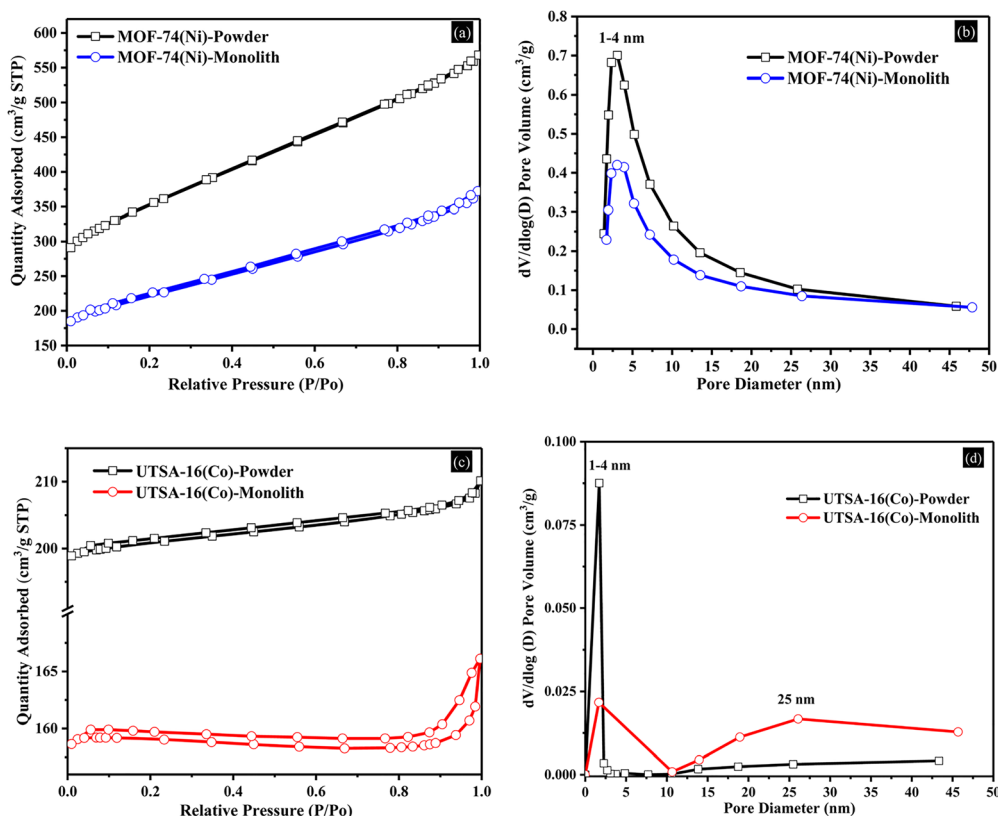 (a)
MOF-74(Ni)-Powder
MOF-74(Ni)-Monolith
600
550
500
450
400
350
300
250
200
150
0.0 0.2 0.4 0.6 0.8 1.0
Quantity Adsorbed (cm³/g STP)
Relative Pressure (P/Po)
(b)
1-4 nm
MOF-74(Ni)-Powder
MOF-74(Ni)-Monolith
0.8
0.7
0.6
0.5
0.4
0.3
0.2
0.1
0.0
0 5 10 15 20 25 30 35 40 45 50
dV/dlog(D) Pore Volume (cm³/g)
Pore Diameter (nm)
(c)
UTSA-16(Co)-Powder
UTSA-16(Co)-Monolith
210
200
165
160
0.0 0.2 0.4 0.6 0.8 1.0
Quantity Adsorbed (cm³/g STP)
Relative Pressure (P/Po)
(d)
1-4 nm
UTSA-16(Co)-Powder
UTSA-16(Co)-Monolith
25 nm
0.100
0.075
0.050
0.025
0.000
0 5 10 15 20 25 30 35 40 45 50
dV/dlog (D) Pore Volume (cm³/g)
Pore Diameter (nm)